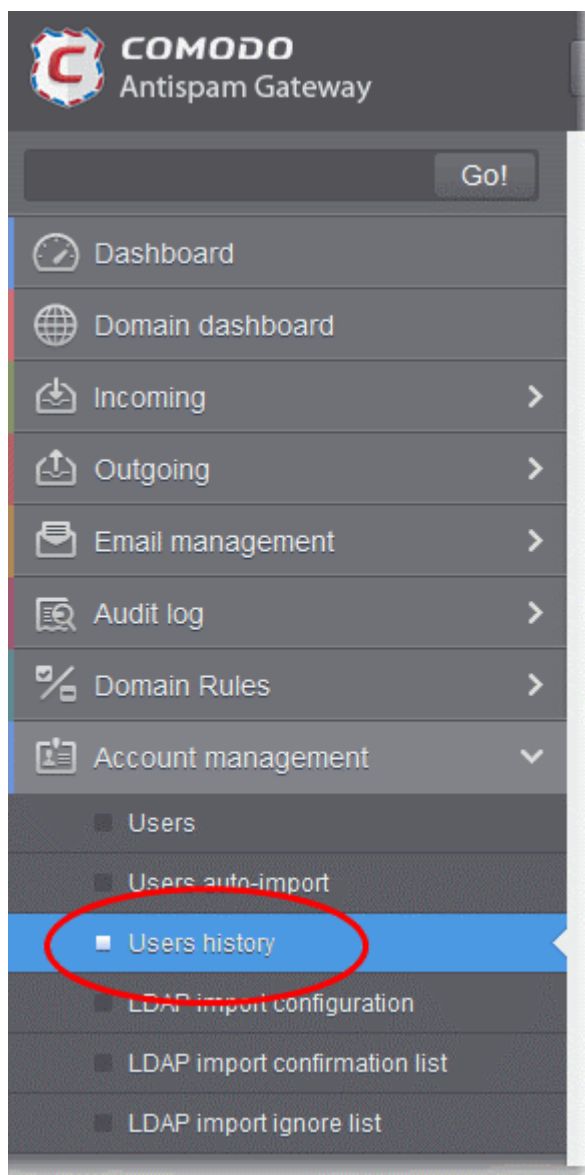 C COMODO
Antispam Gateway
Go!
Dashboard
Domain dashboard
Incoming
Outgoing
Email management
Audit log
Domain Rules
Account management
Users
Users auto-import
Users history
LDAP import configuration
LDAP import confirmation list
LDAP import ignore list